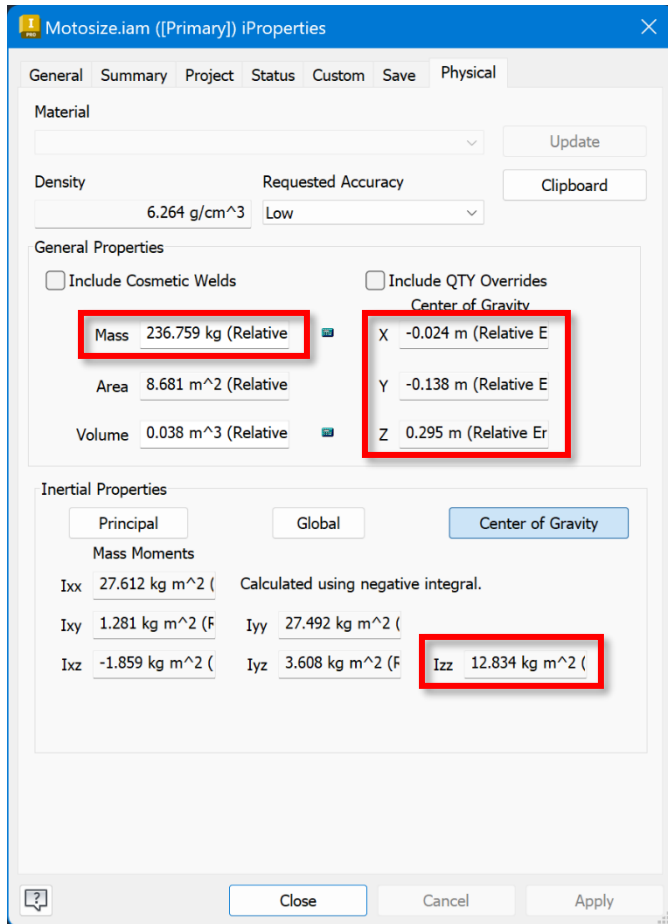 Motosize.iam ([Primary]) iProperties
General Summary Project Status Custom Save Physical
Material
Update
Density Requested Accuracy
6.264 g/cm^3 Low Clipboard
General Properties
Include Cosmetic Welds Include QTY Overrides
Center of Gravity
Mass 236.759 kg (Relative X -0.024 m (Relative E
Area 8.681 m^2 (Relative Y -0.138 m (Relative E
Volume 0.038 m^3 (Relative Z 0.295 m (Relative Er
Inertial Properties
Principal Global Center of Gravity
Mass Moments
Ixx 27.612 kg m^2 ( Calculated using negative integral.
Ixy 1.281 kg m^2 (R Iyy 27.492 kg m^2 (
Ixz -1.859 kg m^2 ( Iyz 3.608 kg m^2 (R Izz 12.834 kg m^2 (
Close Cancel Apply